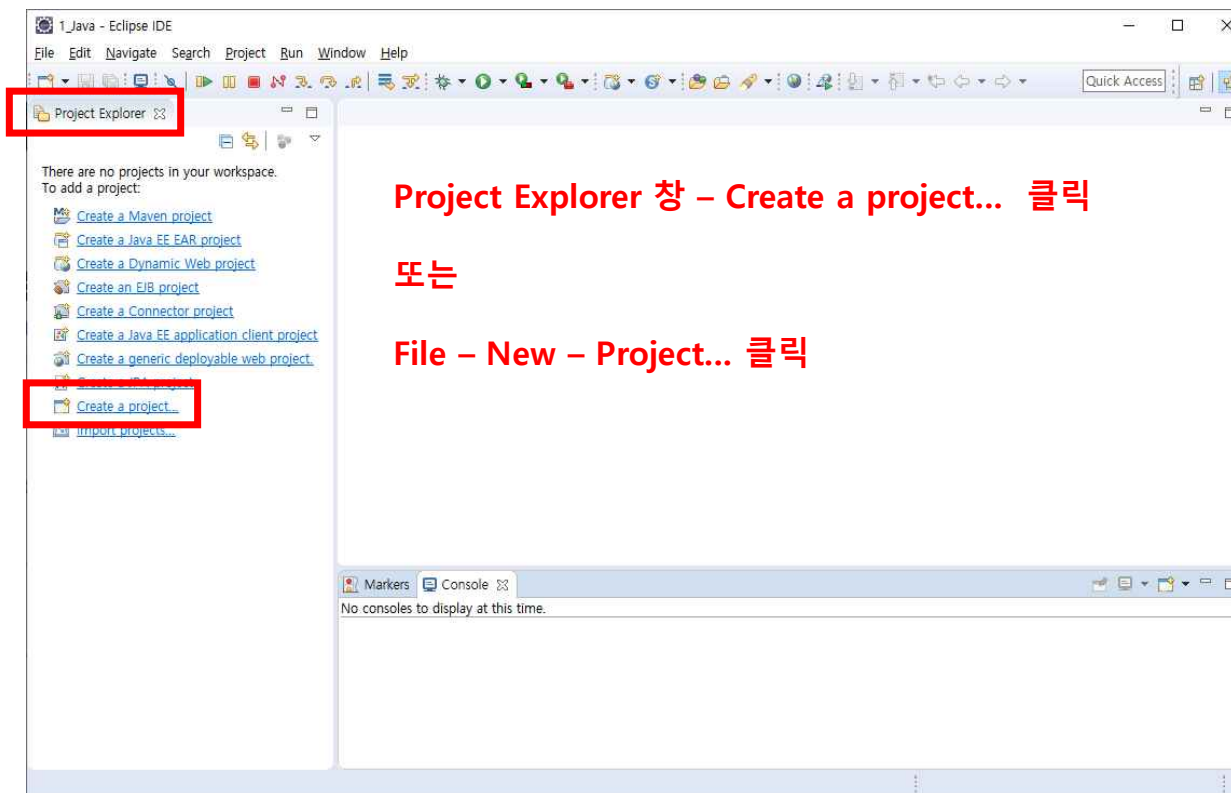 1_Java - Eclipse IDE
File Edit Navigate Search Project Run Window Help
Quick Access
Project Explorer
There are no projects in your workspace.
To add a project:
Create a Maven project
Create a Java EE EAR project
Create a Dynamic Web project
Create an EJB project
Create a Connector project
Create a Java EE application client project
Create a generic deployable web project.
Create a JPA project
Create a project...
Import projects...
Project Explorer 창 – Create a project... 클릭
또는
File – New – Project... 클릭
Markers Console
No consoles to display at this time.